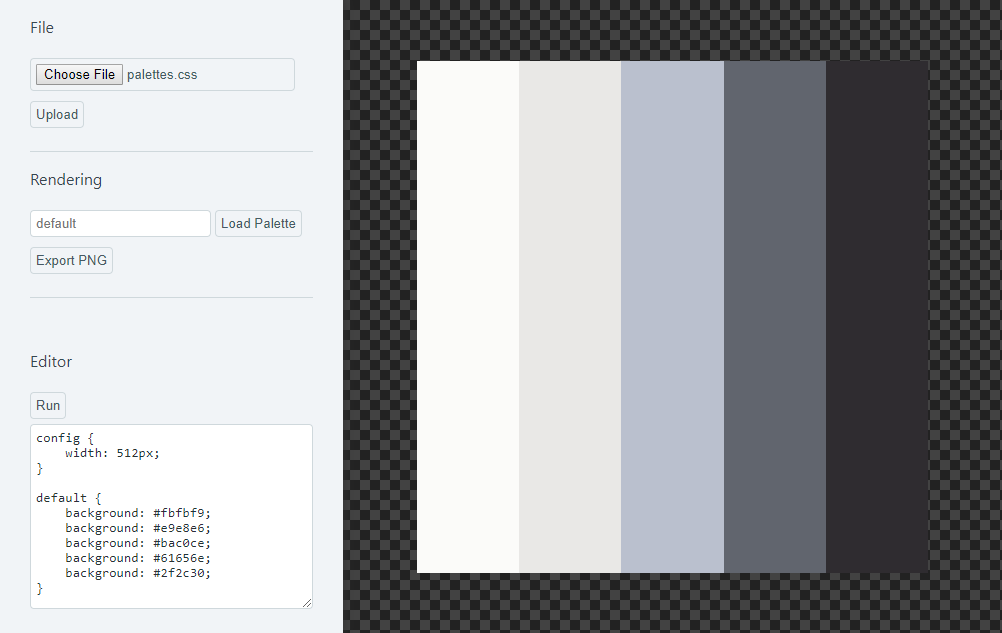 File
Choose File palettes.css
Upload
Rendering
default Load Palette
Export PNG
Editor
Run
config {
    width: 512px;
}

default {
    background: #fbfbf9;
    background: #e9e8e6;
    background: #bac0ce;
    background: #61656e;
    background: #2f2c30;
}